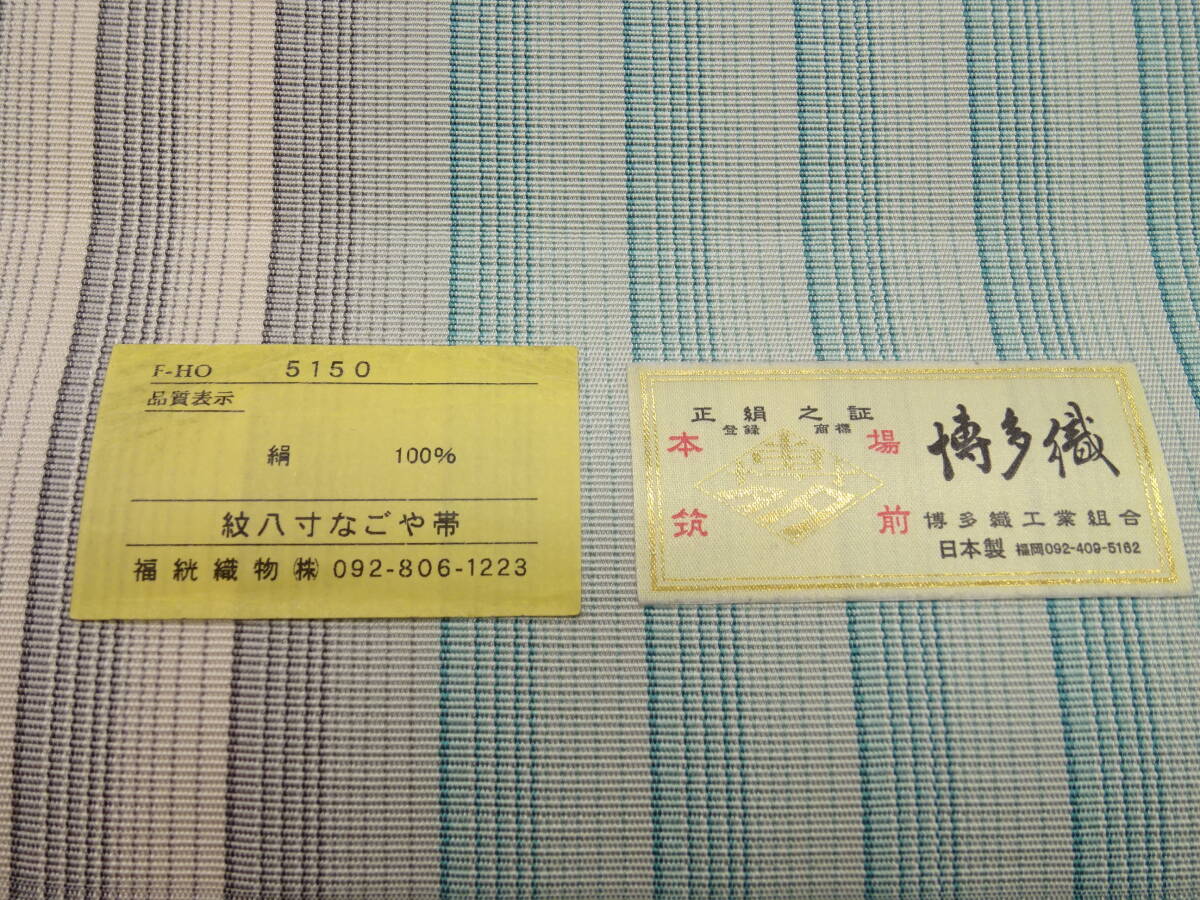 F-HO 5150
品質表示
絹 100%
紋八寸なごや帯
福絖織物㈱ 092-806-1223
正絹之証
登録商標
本場
筑前
博多織
博多織工業組合
日本製 福岡092-409-5162